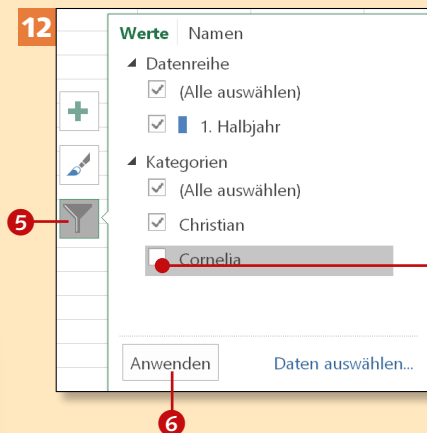 12
Werte Namen
Datenreihe
(Alle auswählen)
1. Halbjahr
Kategorien
(Alle auswählen)
Christian
Cornelia
5
Anwenden Daten auswählen...
6